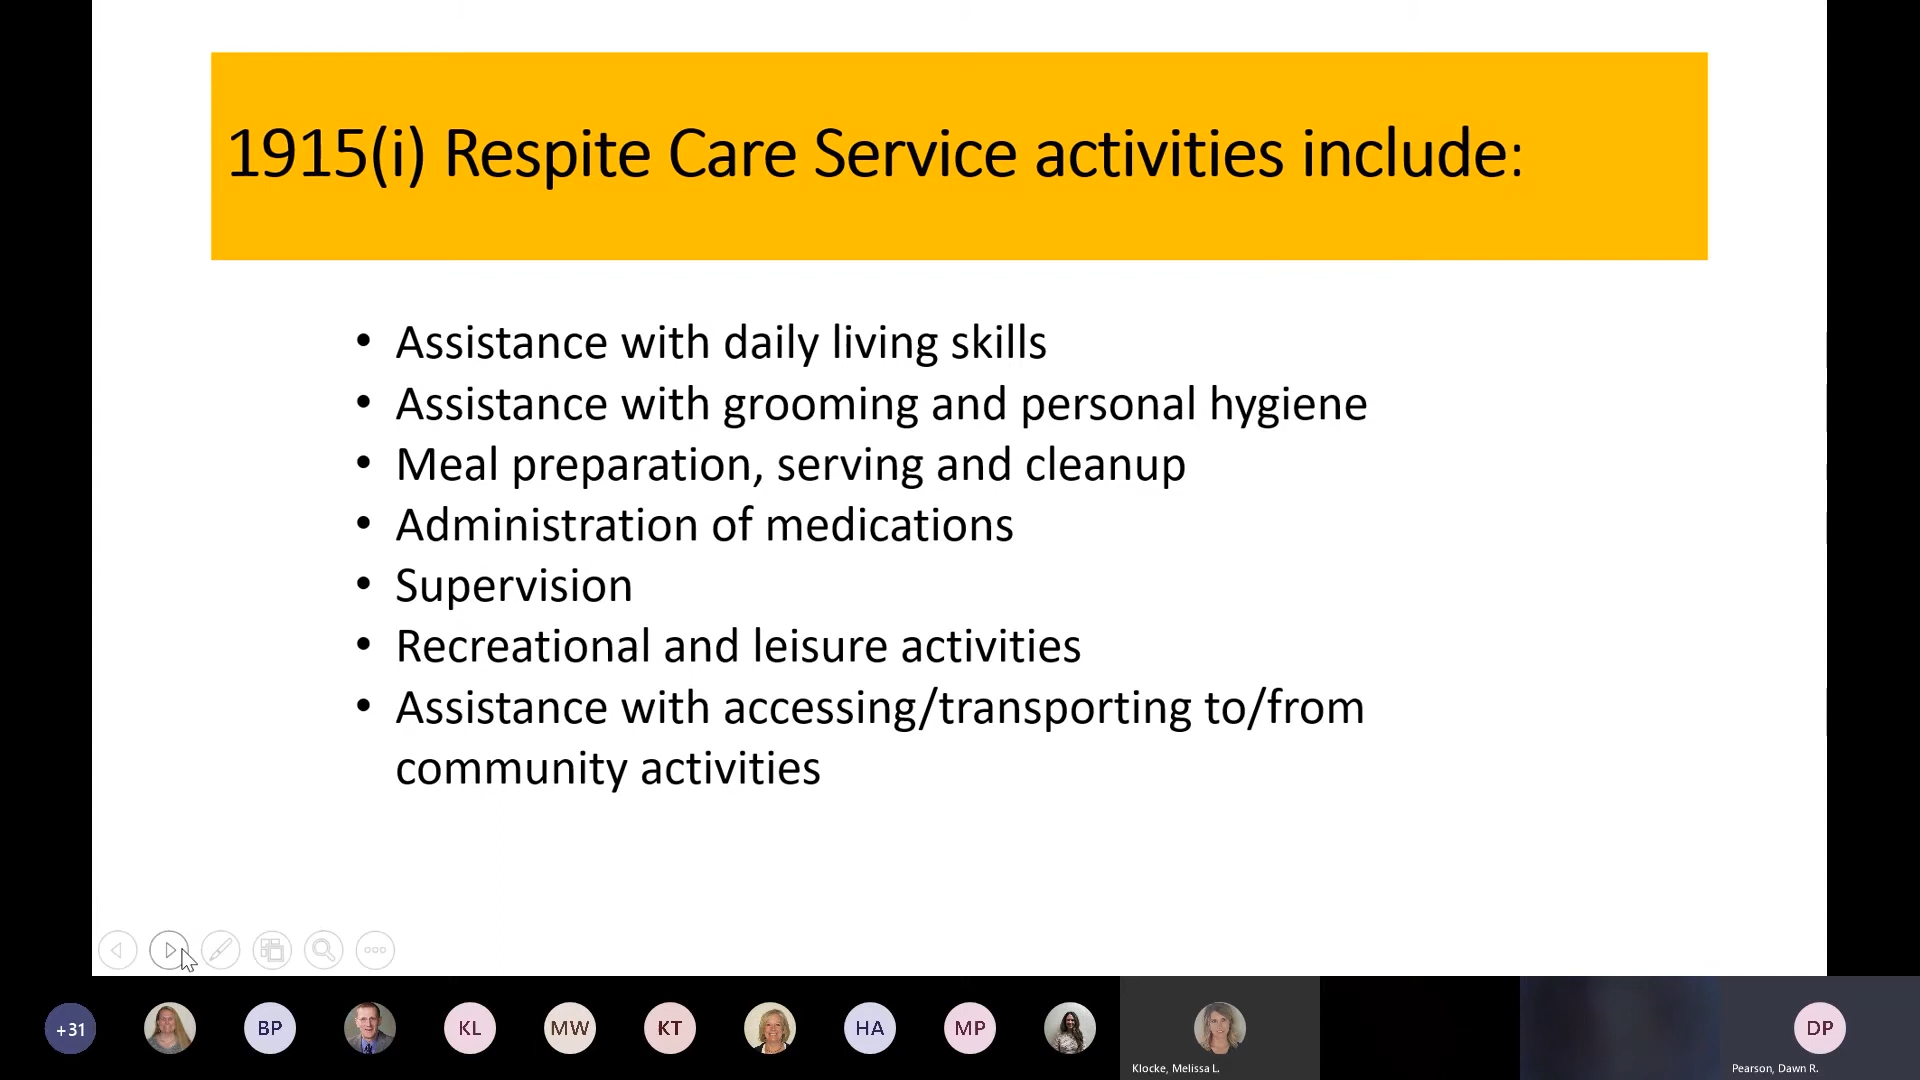 1915(i) Respite Care Service activities include:
• Assistance with daily living skills
• Assistance with grooming and personal hygiene
• Meal preparation, serving and cleanup
• Administration of medications
• Supervision
• Recreational and leisure activities
• Assistance with accessing/transporting to/from
community activities
+31
BP
KL
MW
KT
HA
MP
DP
Klocke, Melissa L.
Pearson, Dawn R.